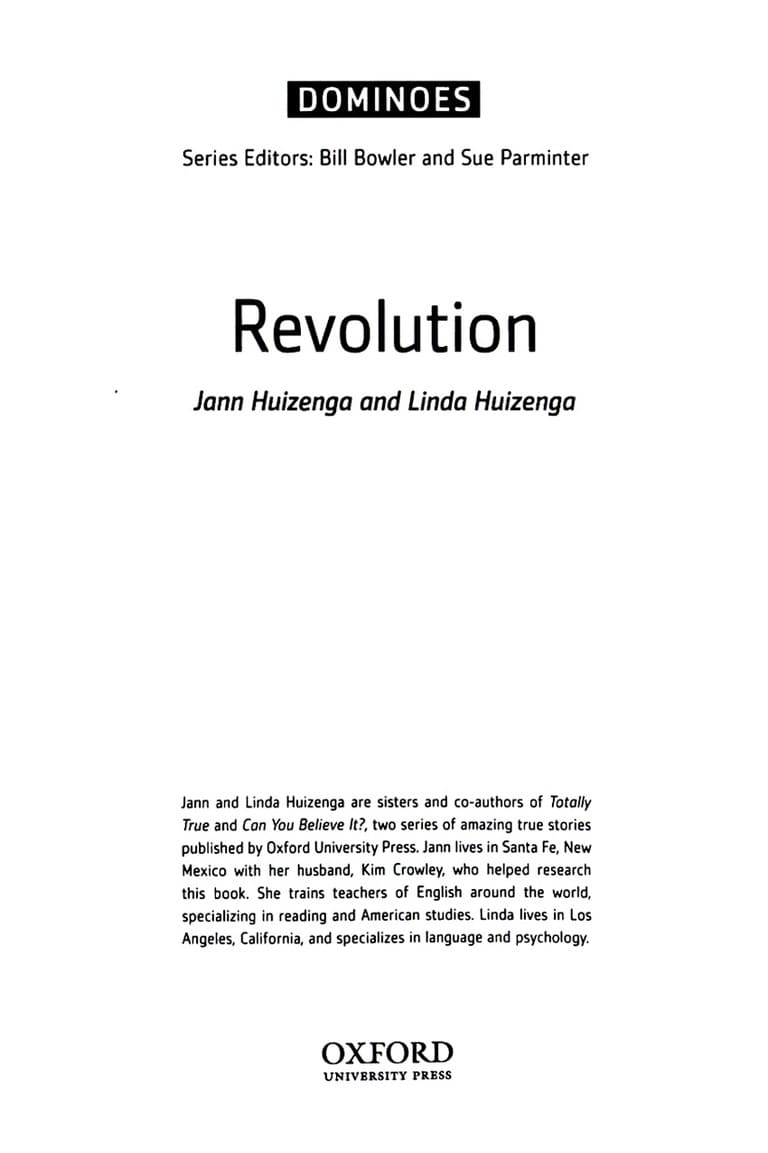 DOMINOES
Series Editors: Bill Bowler and Sue Parminter
Revolution
Jann Huizenga and Linda Huizenga
Jann and Linda Huizenga are sisters and co-authors of Totally
True and Can You Believe It?, two series of amazing true stories
published by Oxford University Press. Jann lives in Santa Fe, New
Mexico with her husband, Kim Crowley, who helped research
this book. She trains teachers of English around the world,
specializing in reading and American studies. Linda lives in Los
Angeles, California, and specializes in language and psychology.
OXFORD
UNIVERSITY PRESS